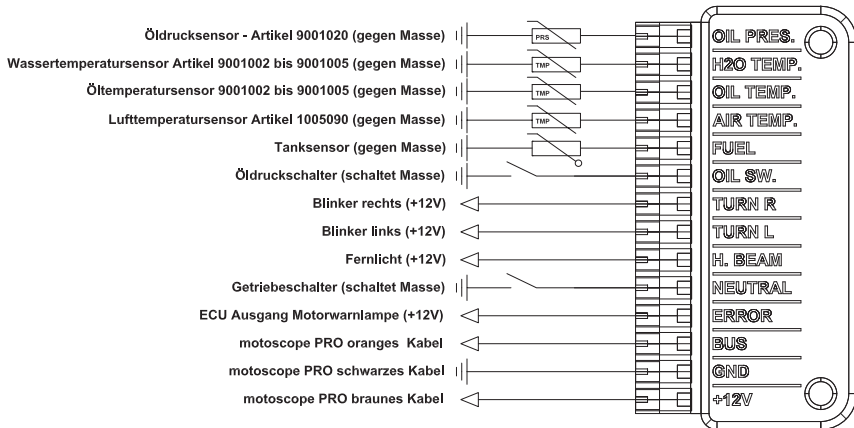 Öldrucksensor - Artikel 9001020 (gegen Masse) PRS OIL PRES.
Wassertemperatursensor Artikel 9001002 bis 9001005 (gegen Masse) TMP H2O TEMP.
Öltemperatursensor 9001002 bis 9001005 (gegen Masse) TMP OIL TEMP.
Lufttemperatursensor Artikel 1005090 (gegen Masse) TMP AIR TEMP.
Tanksensor (gegen Masse) FUEL
Öldruckschalter (schaltet Masse) OIL SW.
Blinker rechts (+12V) TURN R
Blinker links (+12V) TURN L
Fernlicht (+12V) H. BEAM
Getriebeschalter (schaltet Masse) NEUTRAL
ECU Ausgang Motorwarnlampe (+12V) ERROR
motoscope PRO oranges Kabel BUS
motoscope PRO schwarzes Kabel GND
motoscope PRO braunes Kabel +12V